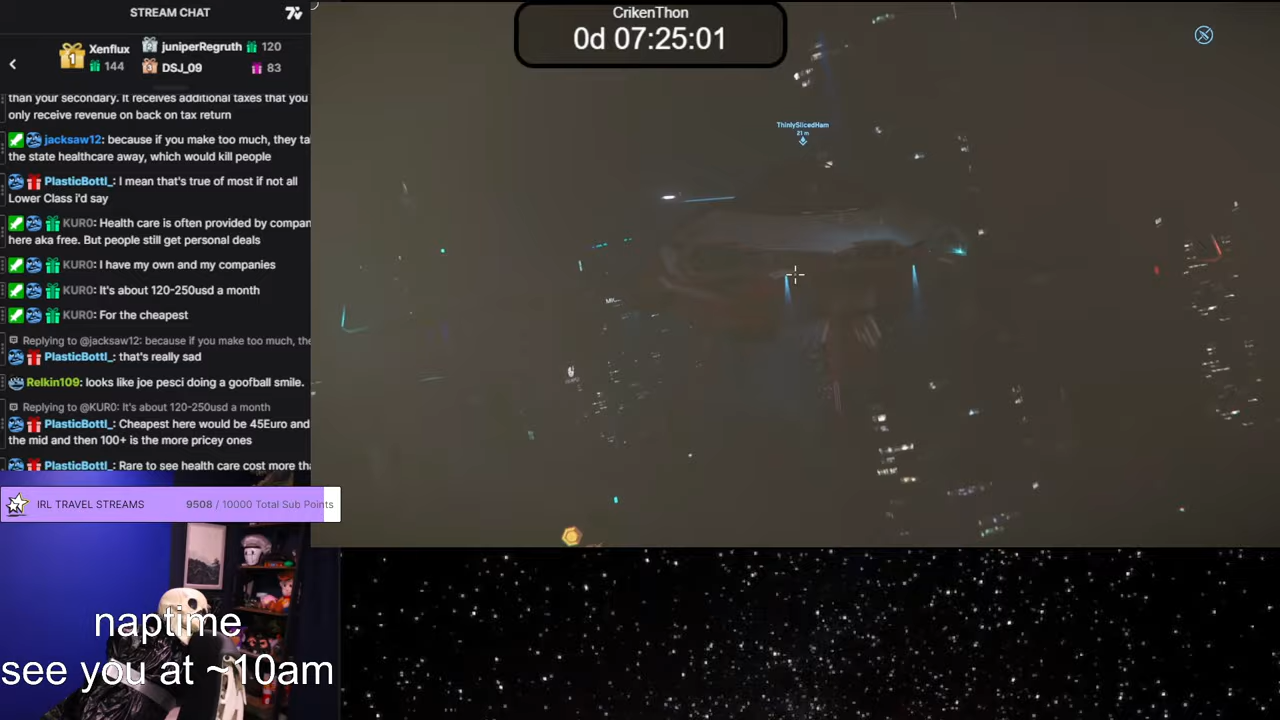 STREAM CHAT
Xenflux
144
juniperRegruth 120
DSJ_09 83
than your secondary. It receives additional taxes that you
only receive revenue on back on tax return
jacksaw12: because if you make too much, they ta
the state healthcare away, which would kill people
PlasticBottl_: I mean that's true of most if not all
Lower Class i'd say
KUR0: Health care is often provided by compan
here aka free. But people still get personal deals
KUR0: I have my own and my companies
KUR0: It's about 120-250usd a month
KUR0: For the cheapest
Replying to @jacksaw12: because if you make too much, the
PlasticBottl_: that's really sad
Relkin109: looks like joe pesci doing a goofball smile.
Replying to @KUR0: It's about 120-250usd a month
PlasticBottl_: Cheapest here would be 45Euro and
the mid and then 100+ is the more pricey ones
PlasticBottl_: Rare to see health care cost more tha
IRL TRAVEL STREAMS 9508 / 10000 Total Sub Points
naptime
see you at ~10am
CrikenThon
0d 07:25:01
ThinlySlicedHam
21 m